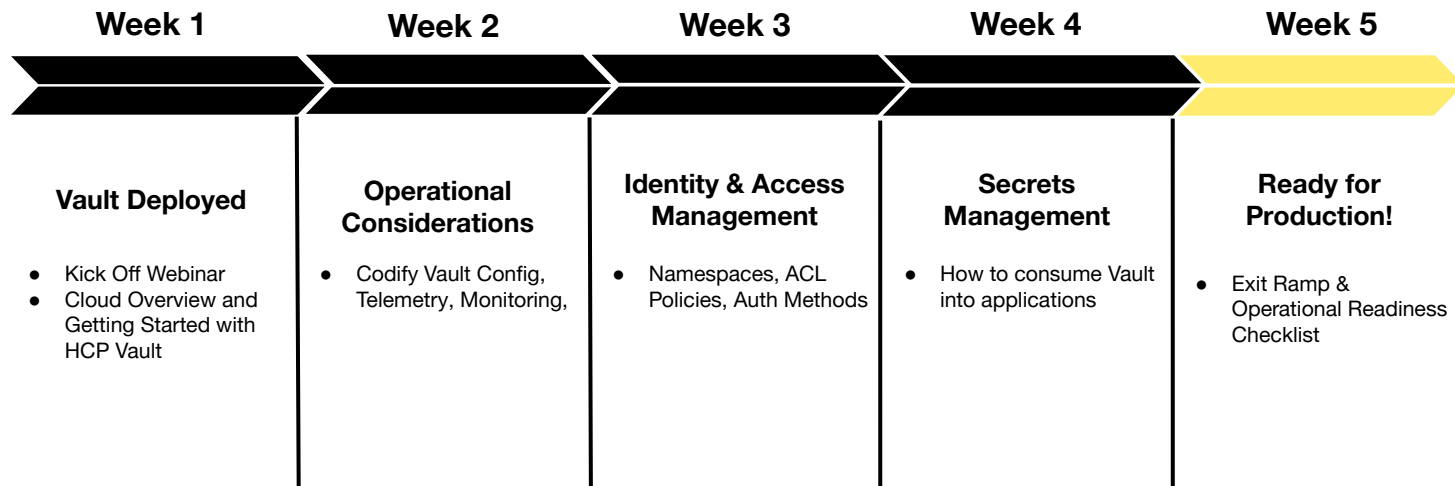 Week 1
Week 2
Week 3
Week 4
Week 5
Vault Deployed
● Kick Off Webinar
● Cloud Overview and
Getting Started with
HCP Vault
Operational
Considerations
● Codify Vault Config,
Telemetry, Monitoring,
Identity & Access
Management
● Namespaces, ACL
Policies, Auth Methods
Secrets
Management
● How to consume Vault
into applications
Ready for
Production!
● Exit Ramp &
Operational Readiness
Checklist